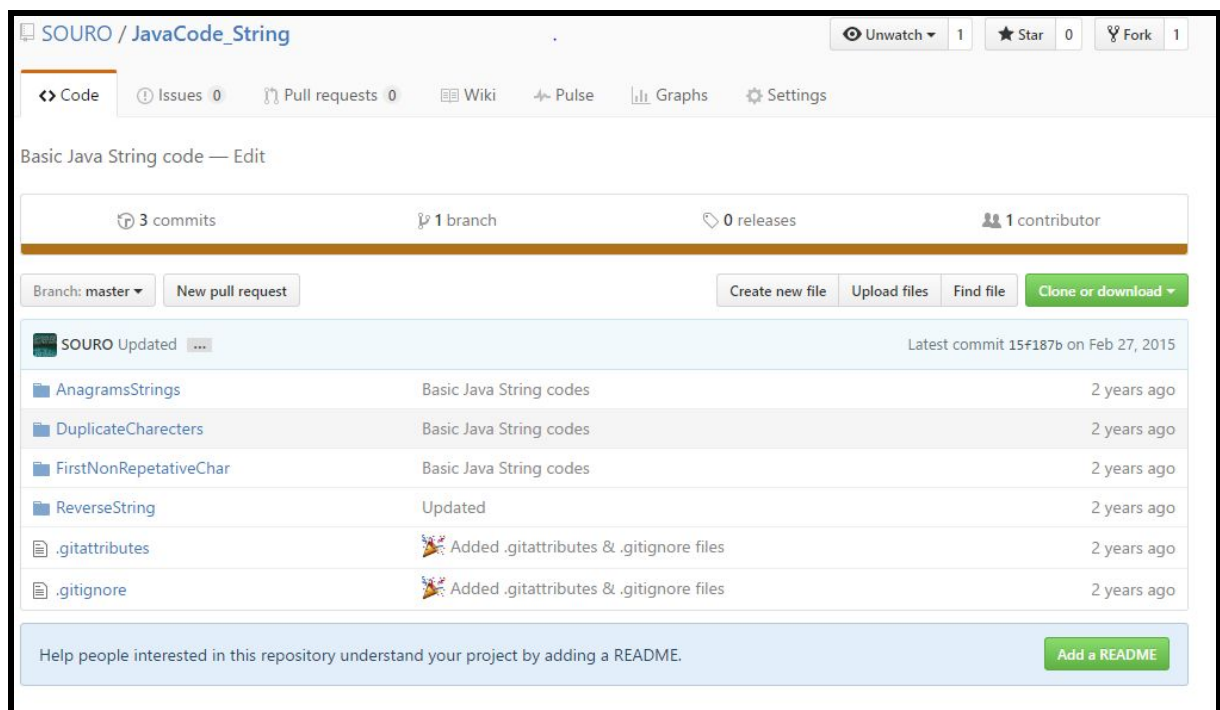 SOURO / JavaCode_String
Unwatch 1 Star 0 Fork 1
Code Issues 0 Pull requests 0 Wiki Pulse Graphs Settings
Basic Java String code — Edit
3 commits 1 branch 0 releases 1 contributor
Branch: master New pull request Create new file Upload files Find file Clone or download
SOURO Updated ... Latest commit 15f187b on Feb 27, 2015
AnagramsStrings Basic Java String codes 2 years ago
DuplicateCharecters Basic Java String codes 2 years ago
FirstNonRepetativeChar Basic Java String codes 2 years ago
ReverseString Updated 2 years ago
.gitattributes Added .gitattributes & .gitignore files 2 years ago
.gitignore Added .gitattributes & .gitignore files 2 years ago
Help people interested in this repository understand your project by adding a README. Add a README